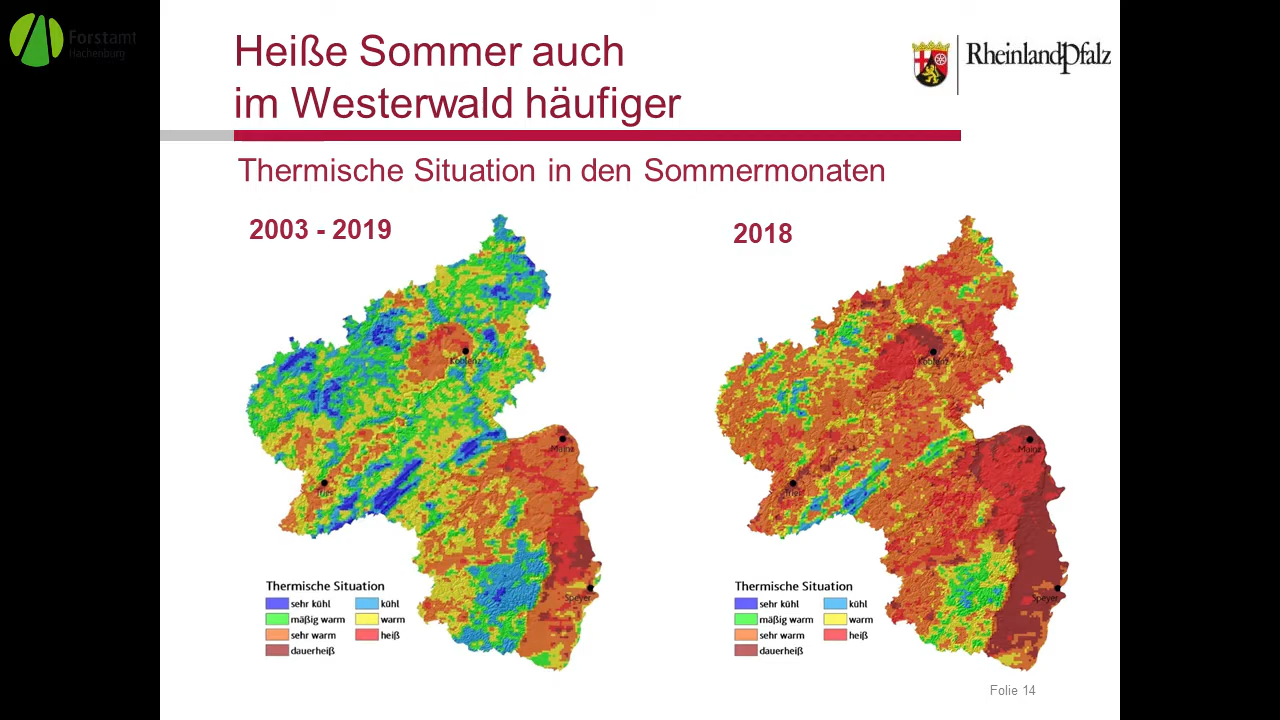 Forstamt
Hachenburg
Heiße Sommer auch
im Westerwald häufiger
RheinlandPfalz
Thermische Situation in den Sommermonaten
2003 - 2019
2018
Koblenz
Mainz
Trier
Speyer
Koblenz
Mainz
Trier
Speyer
Thermische Situation
sehr kühl
kühl
mäßig warm
warm
sehr warm
heiß
dauerheiß
Thermische Situation
sehr kühl
kühl
mäßig warm
warm
sehr warm
heiß
dauerheiß
Folie 14